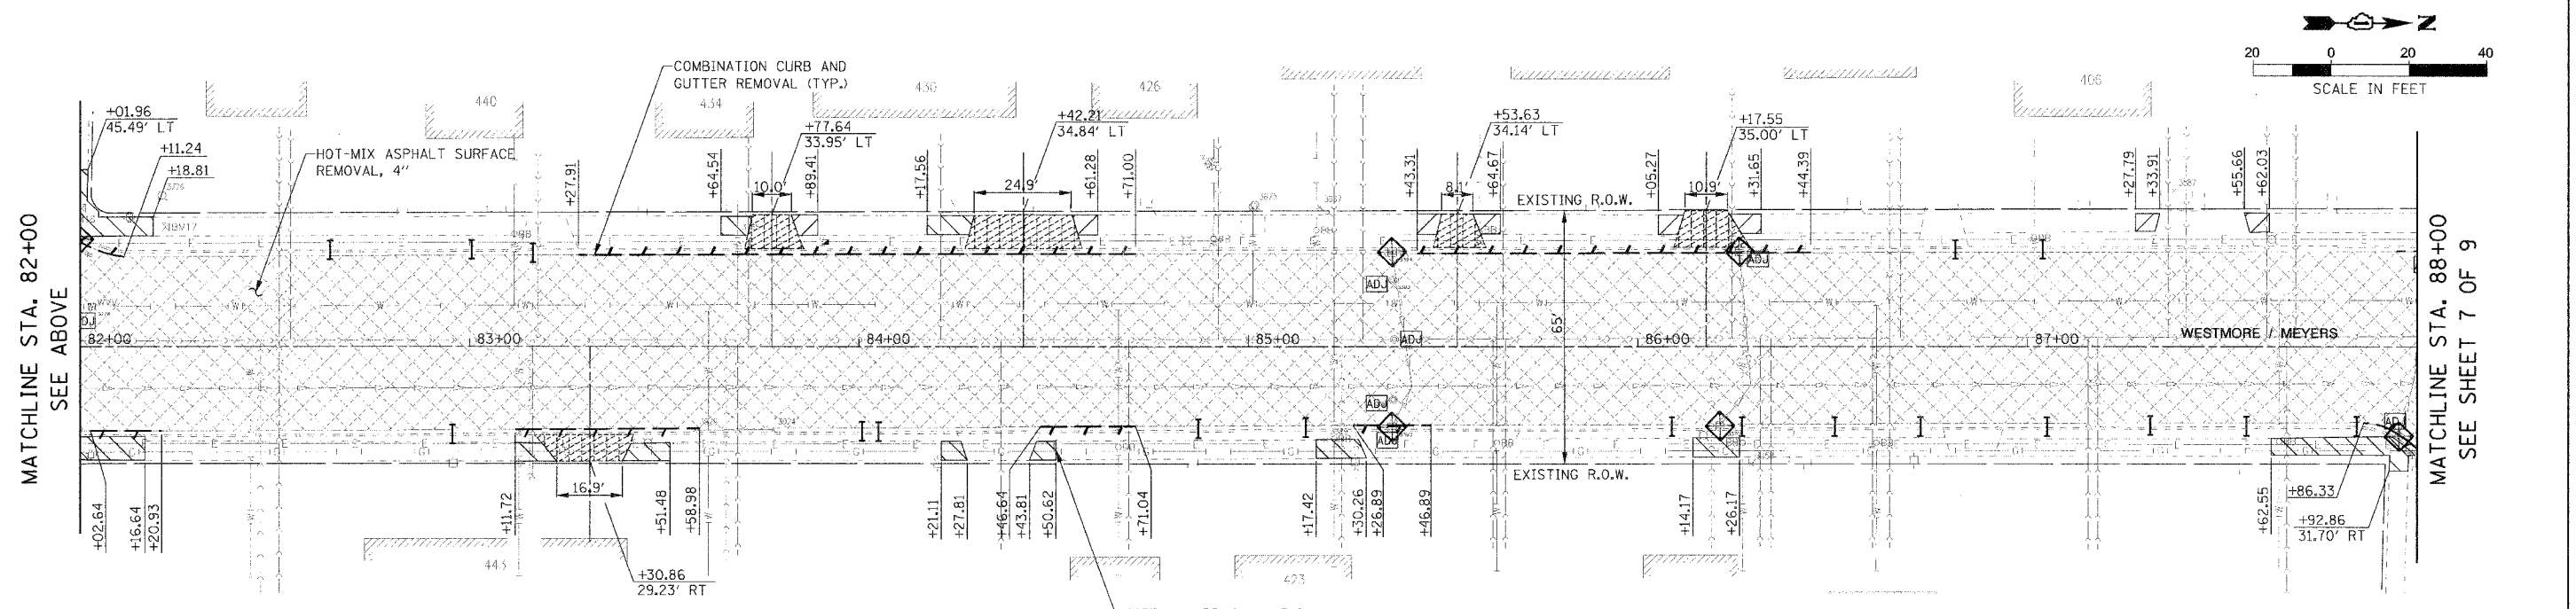 N
20 0 20 40
SCALE IN FEET
COMBINATION CURB AND
GUTTER REMOVAL (TYP.)
440
434
430
426
406
+01.96
45.49' LT
+11.24
+18.81
HOT-MIX ASPHALT SURFACE
REMOVAL, 4"
+27.91
+64.54
+77.64
33.95' LT
10.0'
+89.41
+17.56
+42.21
34.84' LT
24.9'
+61.28
+71.00
+43.31
+53.63
34.14' LT
8.1'
+64.67
+05.27
+17.55
35.00' LT
10.9'
+31.65
+44.39
+27.79
+33.91
+55.66
+62.03
EXISTING R.O.W.
MATCHLINE STA. 82+00
SEE ABOVE
ADJ
ADJ
ADJ
65'
82+00
83+00
84+00
85+00
86+00
87+00
WESTMORE / MEYERS
MATCHLINE STA. 88+00
SEE SHEET 7 OF 9
ADJ
ADJ
EXISTING R.O.W.
+02.64
+16.64
+20.93
+11.72
16.9'
+51.48
+58.98
+21.11
+27.81
+46.64
+43.81
+50.62
+71.04
+17.42
+30.26
+26.89
+46.89
+14.17
+26.17
+62.55
+86.33
+92.86
31.70' RT
+30.86
29.23' RT
423